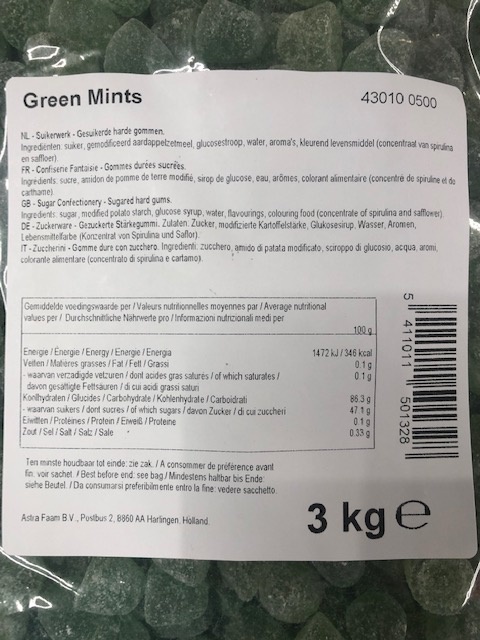 Green Mints
43010 0500
NL - Suikerwerk - Gesuikerde harde gommen.
Ingrediënten: suiker, gemodificeerd aardappelzetmeel, glucosestroop, water, aroma's, kleurend levensmiddel (concentraat van spirulina
en saffloer).
FR - Confiserie Fantaisie - Gommes durées sucrées.
Ingredients: sucre, amidon de pomme de terre modifié, sirop de glucose, eau, arômes, colorant alimentaire (concentré de spiruline et de
carthame).
GB - Sugar Confectionery - Sugared hard gums.
Ingredients: sugar, modified potato starch, glucose syrup, water, flavourings, colouring food (concentrate of spirulina and safflower).
DE - Zuckerware - Gezuckerte Stärkegummi. Zutaten: Zucker, modifizierte Kartoffelstärke, Glukosesirup, Wasser, Aromen,
Lebensmittelfarbe (Konzentrat von Spirulina und Saflor).
IT - Zuccherini - Gomme dure con zucchero. Ingredienti: zucchero, amido di patata modificato, sciroppo di glucosio, acqua, aromi,
colorante alimentare (concentrato di spirulina e cartamo).
Gemiddelde voedingswaarde per / Valeurs nutritionnelles moyennes par / Average nutritional
values per / Durchschnittliche Nährwerte pro / Informazioni nutrizionali medi per
100 g
Energie / Énergie / Energy / Energie / Energia 1472 kJ / 346 kcal
Vetten / Matières grasses / Fat / Fett / Grassi 0.1 g
- waarvan verzadigde vetzuren / dont acides gras saturés / of which saturates / 0.1 g
davon gesättigte Fettsäuren / di cui acidi grassi saturi
Koolhydraten / Glucides / Carbohydrate / Kohlenhydrate / Carboidrati 86.3 g
- waarvan suikers / dont sucres / of which sugars / davon Zucker / di cui zuccheri 47.1 g
Eiwitten / Protéines / Protein / Eiweiß / Proteine 0.1 g
Zout / Sel / Salt / Salz / Sale 0.33 g
5 411011 501328
Ten minste houdbaar tot einde: zie zak. / A consommer de préférence avant
fin: voir sachet. / Best before end: see bag / Mindestens haltbar bis Ende:
siehe Beutel. / Da consumarsi preferibilmente entro la fine: vedere sacchetto.
Astra Faam B.V., Postbus 2, 8860 AA Harlingen. Holland.
3 kg e